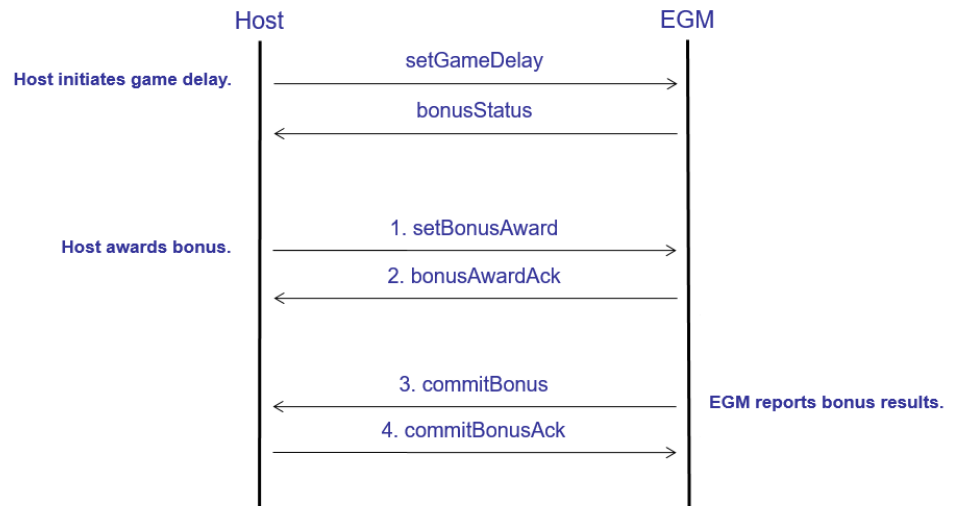 Host
EGM
setGameDelay
Host initiates game delay.
bonusStatus
1. setBonusAward
Host awards bonus.
2. bonusAwardAck
3. commitBonus
EGM reports bonus results.
4. commitBonusAck